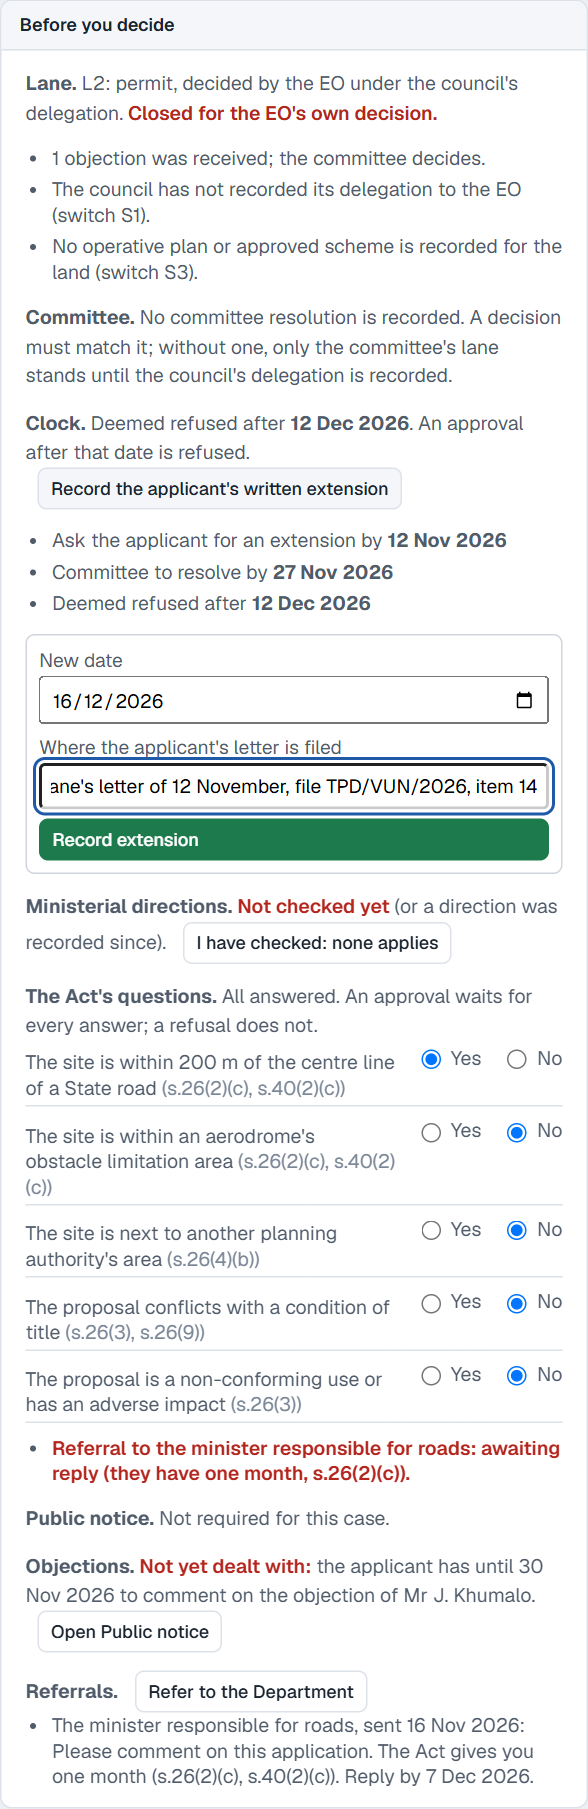 Before you decide
Lane. L2: permit, decided by the EO under the council's
delegation. Closed for the EO's own decision.
• 1 objection was received; the committee decides.
• The council has not recorded its delegation to the EO
(switch S1).
• No operative plan or approved scheme is recorded for the
land (switch S3).
Committee. No committee resolution is recorded. A decision
must match it; without one, only the committee's lane
stands until the council's delegation is recorded.
Clock. Deemed refused after 12 Dec 2026. An approval
after that date is refused.
Record the applicant's written extension
• Ask the applicant for an extension by 12 Nov 2026
• Committee to resolve by 27 Nov 2026
• Deemed refused after 12 Dec 2026
New date
16/12/2026
Where the applicant's letter is filed
ane's letter of 12 November, file TPD/VUN/2026, item 14
Record extension
Ministerial directions. Not checked yet (or a direction was
recorded since). I have checked: none applies
The Act's questions. All answered. An approval waits for
every answer; a refusal does not.
The site is within 200 m of the centre line Yes No
of a State road (s.26(2)(c), s.40(2)(c))
The site is within an aerodrome's Yes No
obstacle limitation area (s.26(2)(c), s.40(2)
(c))
The site is next to another planning Yes No
authority's area (s.26(4)(b))
The proposal conflicts with a condition of Yes No
title (s.26(3), s.26(9))
The proposal is a non-conforming use or Yes No
has an adverse impact (s.26(3))
• Referral to the minister responsible for roads: awaiting
reply (they have one month, s.26(2)(c)).
Public notice. Not required for this case.
Objections. Not yet dealt with: the applicant has until 30
Nov 2026 to comment on the objection of Mr J. Khumalo.
Open Public notice
Referrals. Refer to the Department
• The minister responsible for roads, sent 16 Nov 2026:
Please comment on this application. The Act gives you
one month (s.26(2)(c), s.40(2)(c)). Reply by 7 Dec 2026.